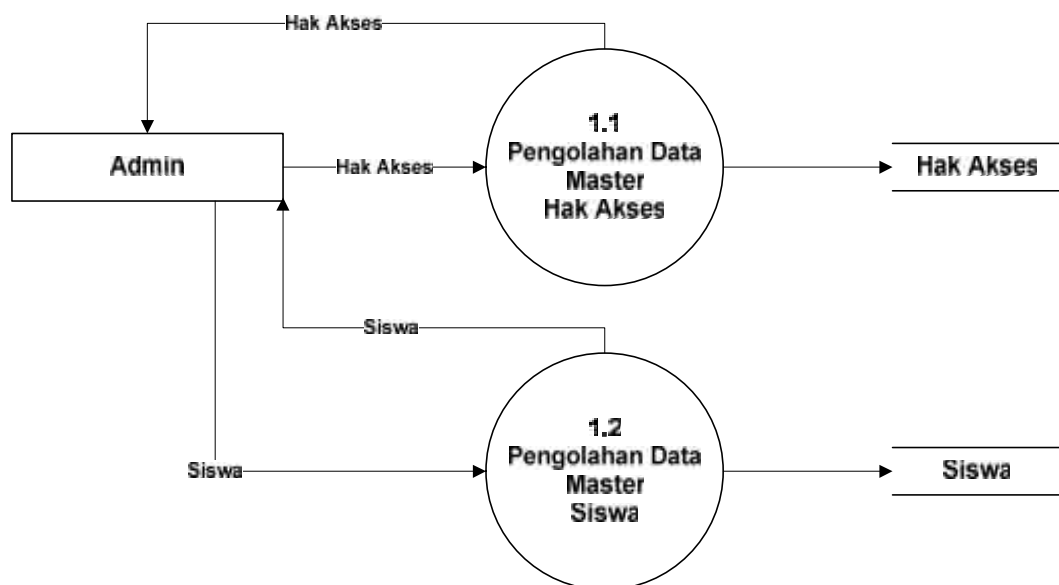 Hak Akses
1.1
Pengolahan Data
Master
Hak Akses
Admin
Hak Akses
Hak Akses
Siswa
1.2
Pengolahan Data
Master
Siswa
Siswa
Siswa